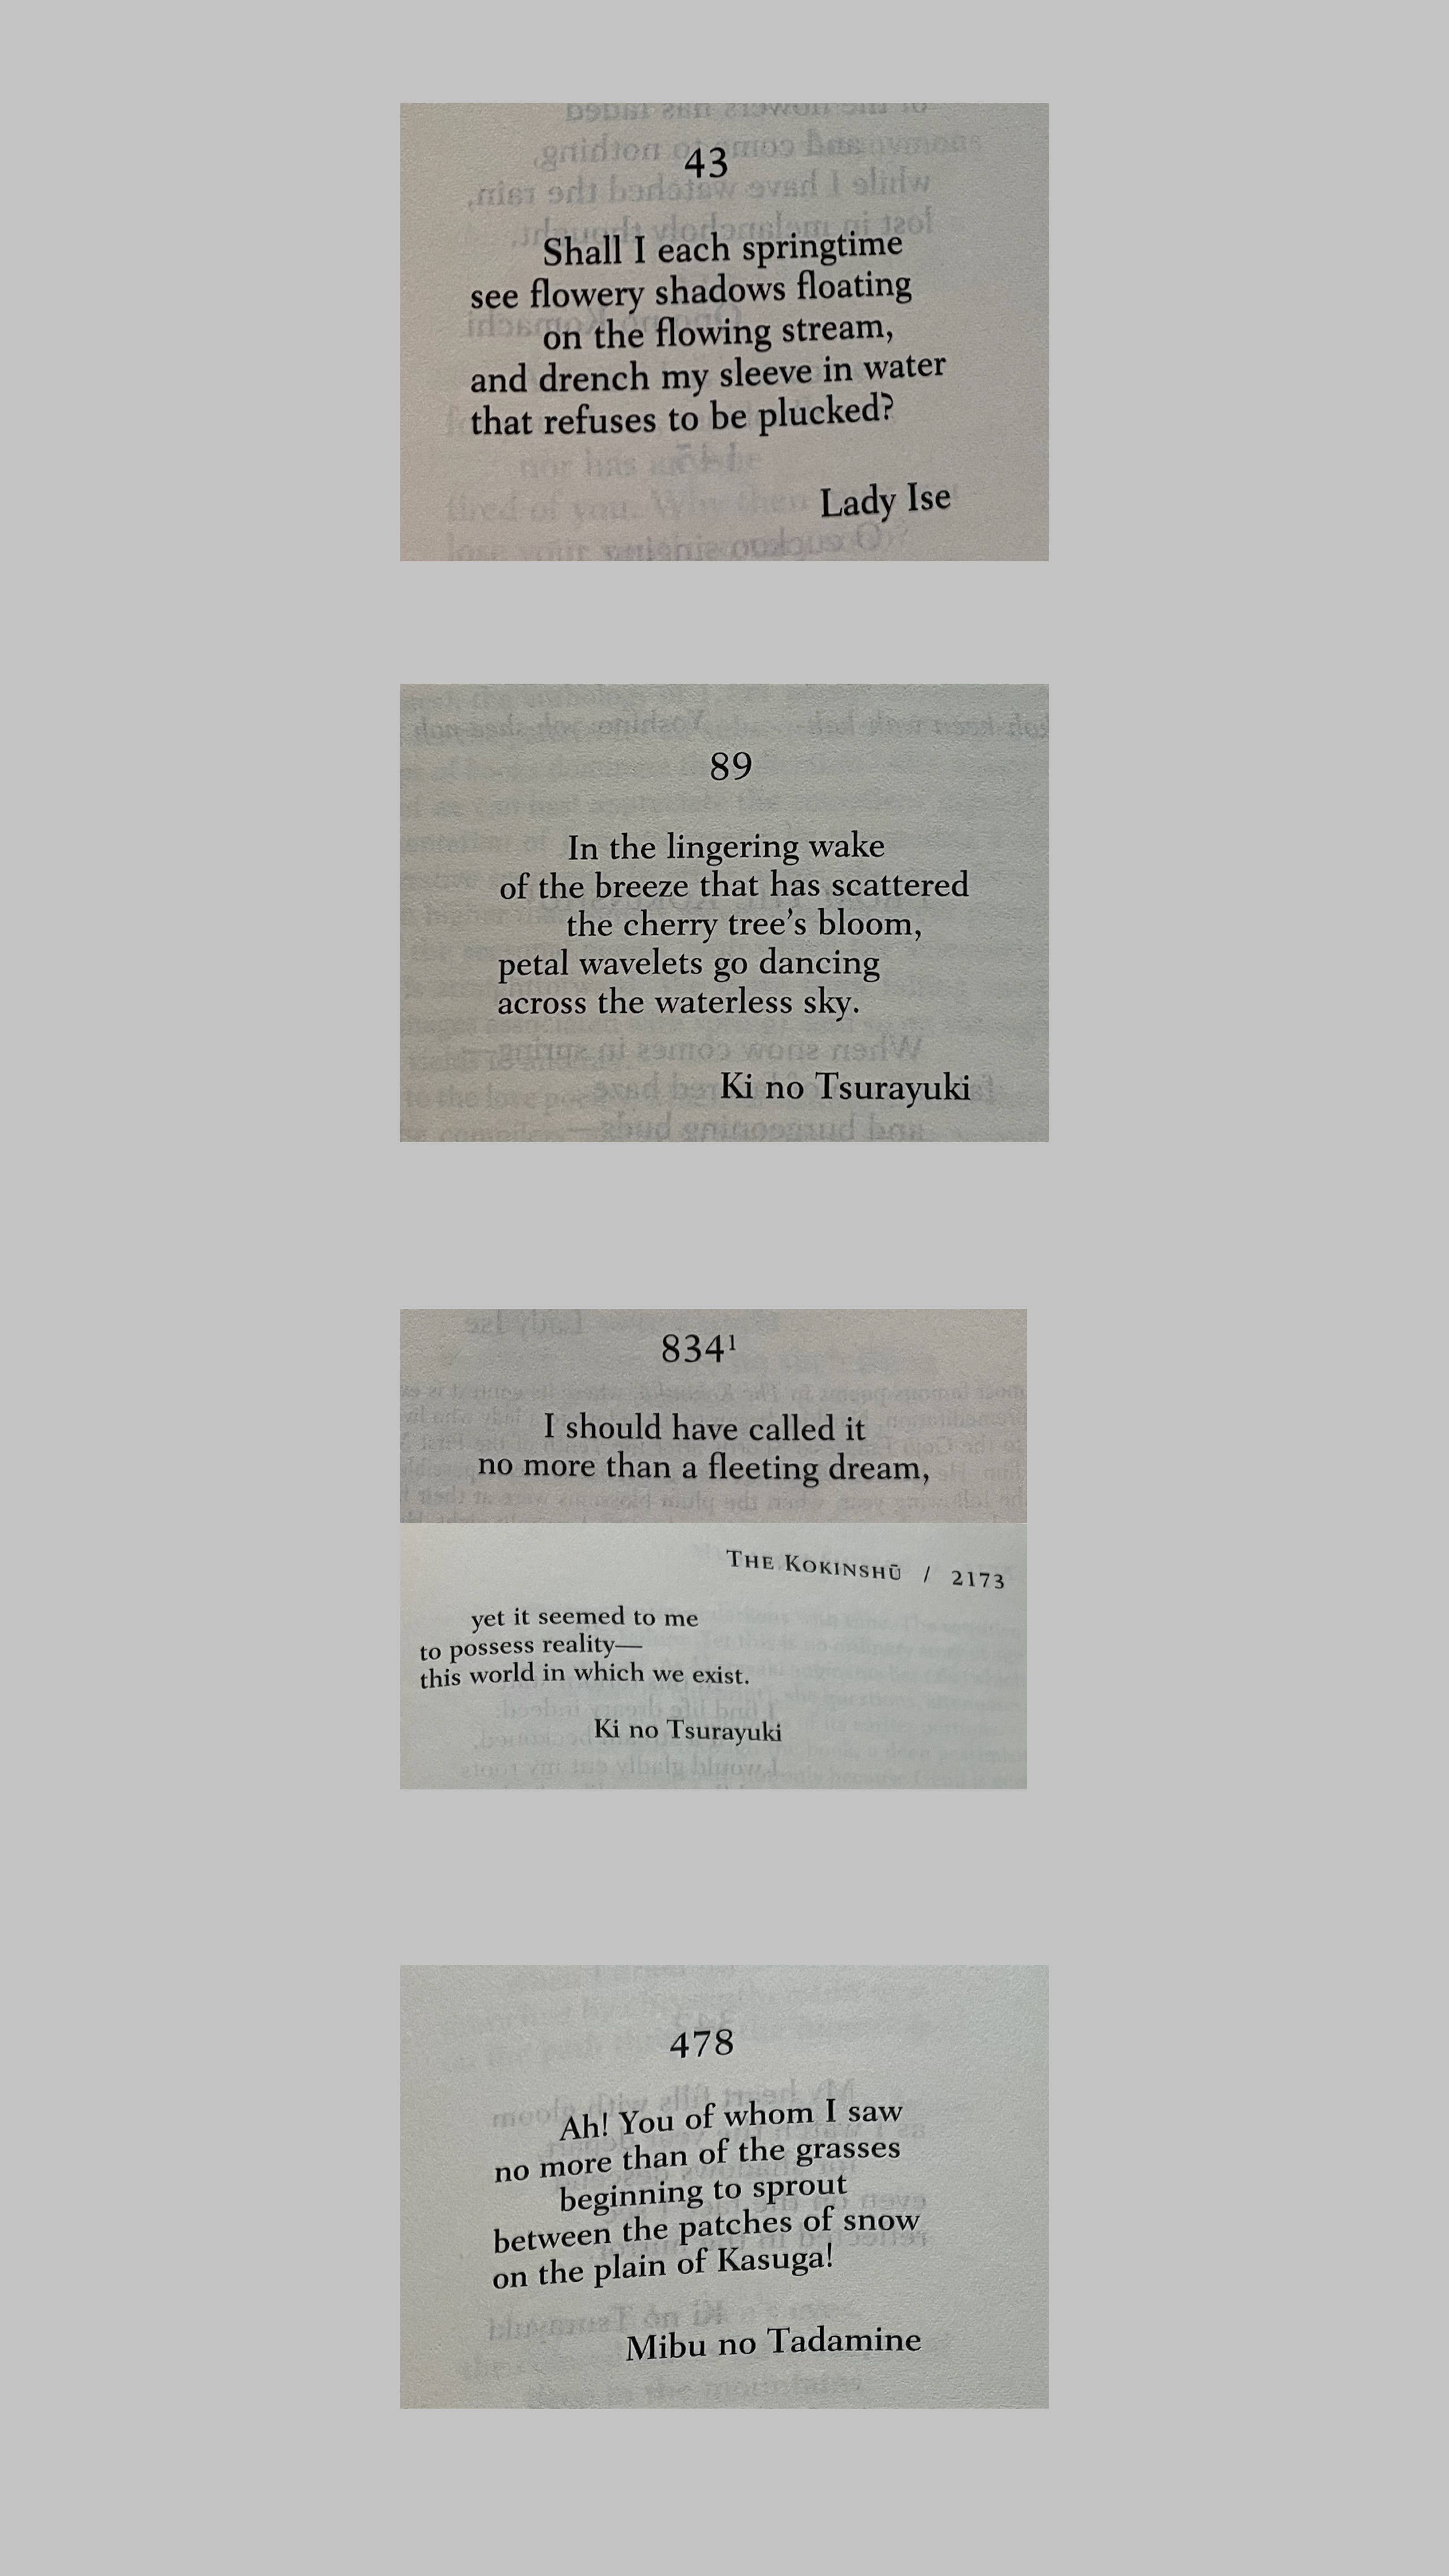 43
Shall I each springtime
see flowery shadows floating
on the flowing stream,
and drench my sleeve in water
that refuses to be plucked?
Lady Ise
89
In the lingering wake
of the breeze that has scattered
the cherry tree’s bloom,
petal wavelets go dancing
across the waterless sky.
Ki no Tsurayuki
834¹
I should have called it
no more than a fleeting dream,
THE KOKINSHŪ / 2173
yet it seemed to me
to possess reality—
this world in which we exist.
Ki no Tsurayuki
478
Ah! You of whom I saw
no more than of the grasses
beginning to sprout
between the patches of snow
on the plain of Kasuga!
Mibu no Tadamine